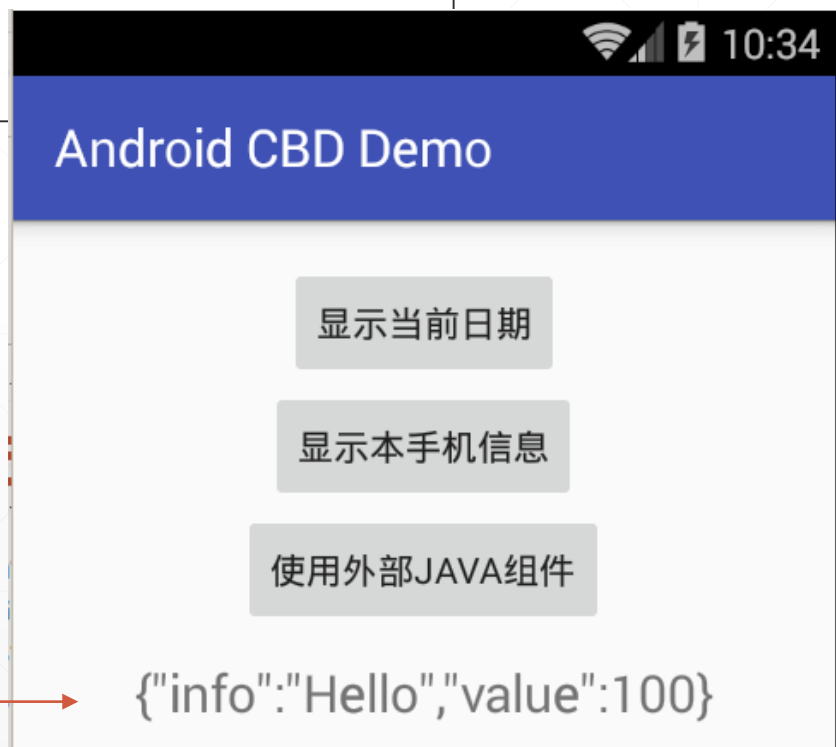 10:34
Android CBD Demo
显示当前日期
显示本手机信息
使用外部JAVA组件
{"info":"Hello","value":100}